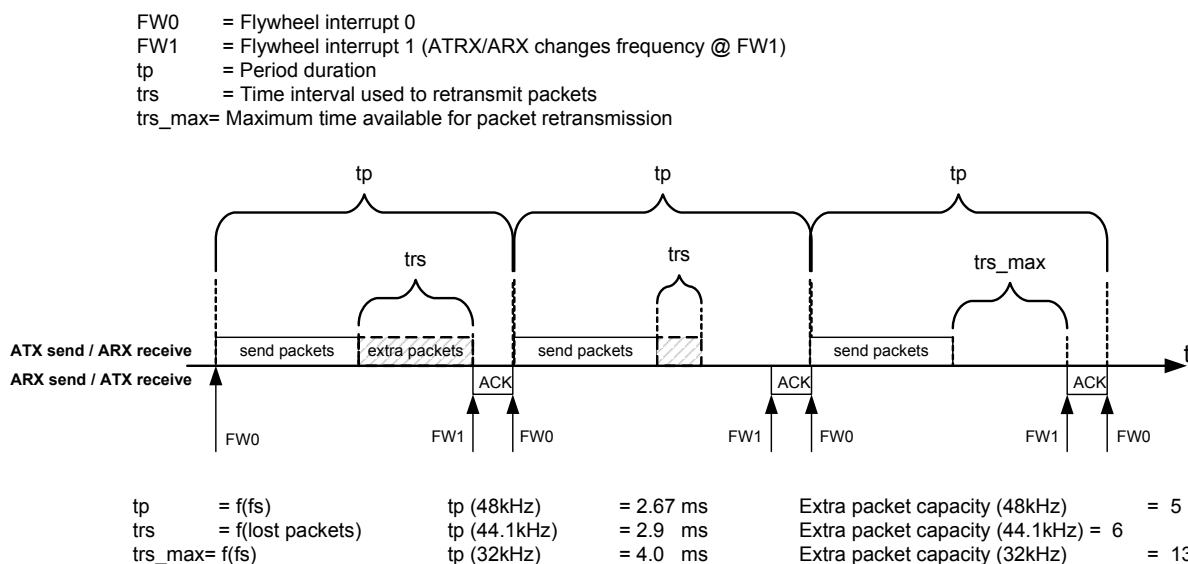 FW0 = Flywheel interrupt 0
FW1 = Flywheel interrupt 1 (ATRX/ARX changes frequency @ FW1)
tp = Period duration
trs = Time interval used to retransmit packets
trs_max= Maximum time available for packet retransmission
tp tp tp
trs trs trs_max
ATX send / ARX receive send packets extra packets send packets send packets t
ARX send / ATX receive ACK ACK ACK
FW0 FW1 FW0 FW1 FW0 FW1 FW0
tp = f(fs) tp (48kHz) = 2.67 ms Extra packet capacity (48kHz) = 5
trs = f(lost packets) tp (44.1kHz) = 2.9 ms Extra packet capacity (44.1kHz) = 6
trs_max= f(fs) tp (32kHz) = 4.0 ms Extra packet capacity (32kHz) = 13